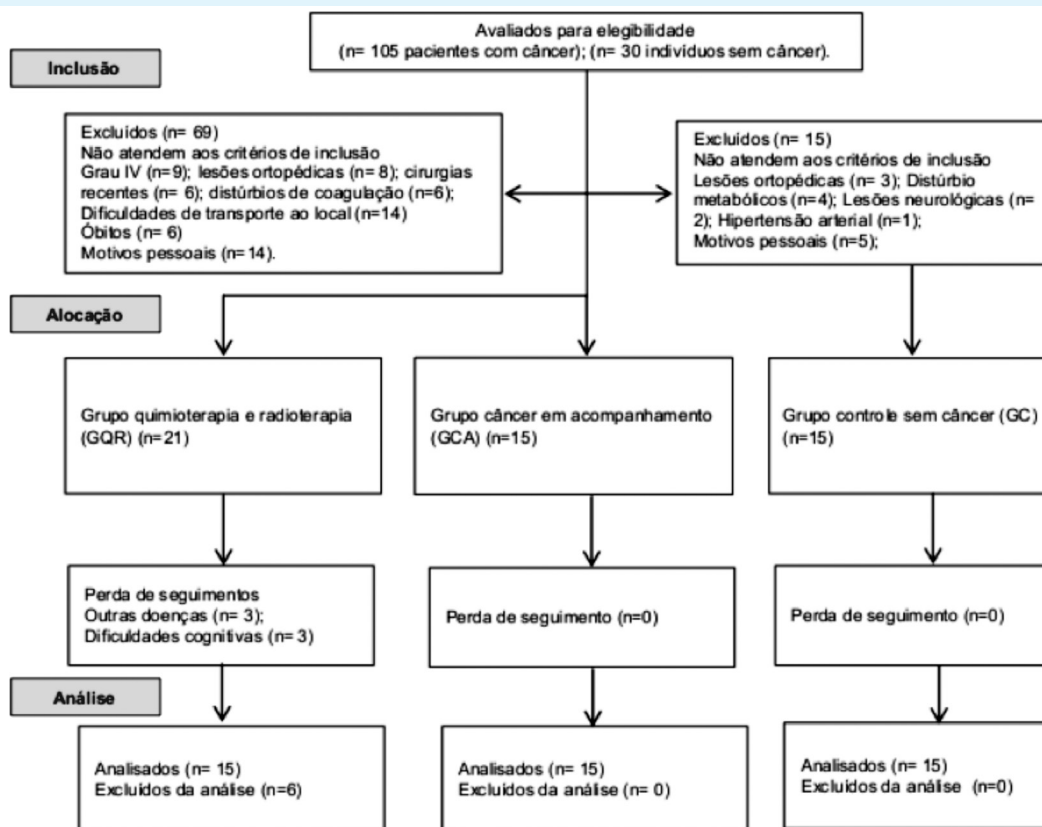 Avaliados para elegibilidade
(n= 105 pacientes com câncer); (n= 30 indivíduos sem câncer).
Inclusão
Excluídos (n= 69)
Não atendem aos critérios de inclusão
Grau IV (n=9); lesões ortopédicas (n= 8); cirurgias
recentes (n= 6); distúrbios de coagulação (n=6);
Dificuldades de transporte ao local (n=14)
Óbitos (n= 6)
Motivos pessoais (n= 14).
Excluídos (n= 15)
Não atendem aos critérios de inclusão
Lesões ortopédicas (n= 3); Distúrbio
metabólicos (n=4); Lesões neurológicas (n=
2); Hipertensão arterial (n=1);
Motivos pessoais (n=5);
Alocação
Grupo quimioterapia e radioterapia
(GQR) (n=21)
Grupo câncer em acompanhamento
(GCA) (n=15)
Grupo controle sem câncer (GC)
(n=15)
Perda de seguimentos
Outras doenças (n= 3);
Dificuldades cognitivas (n= 3)
Perda de seguimento (n=0)
Perda de seguimento (n=0)
Análise
Analisados (n= 15)
Excluídos da análise (n=6)
Analisados (n= 15)
Excluídos da análise (n= 0)
Analisados (n= 15)
Excluídos da análise (n=0)